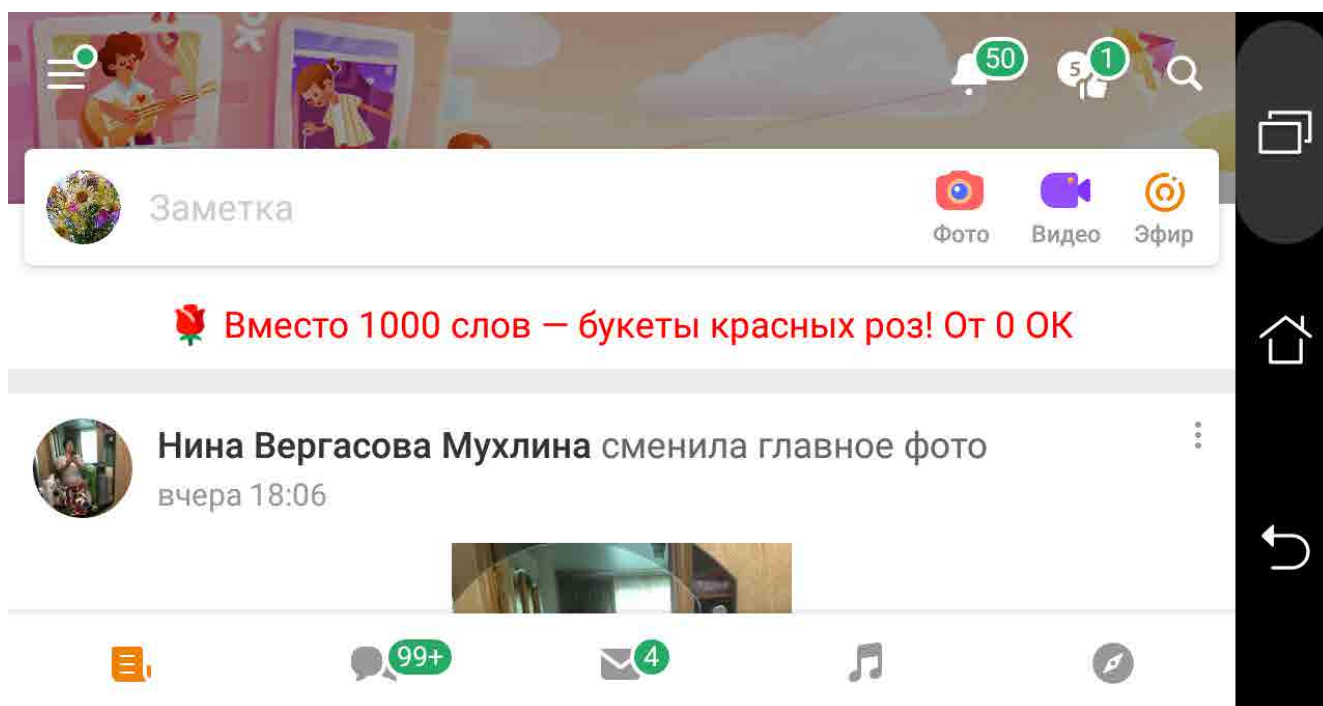 50
5
1
Заметка
Фото
Видео
Эфир
Вместо 1000 слов — букеты красных роз! От 0 ОК
Нина Вергасова Мухлина сменила главное фото
вчера 18:06
99+
4